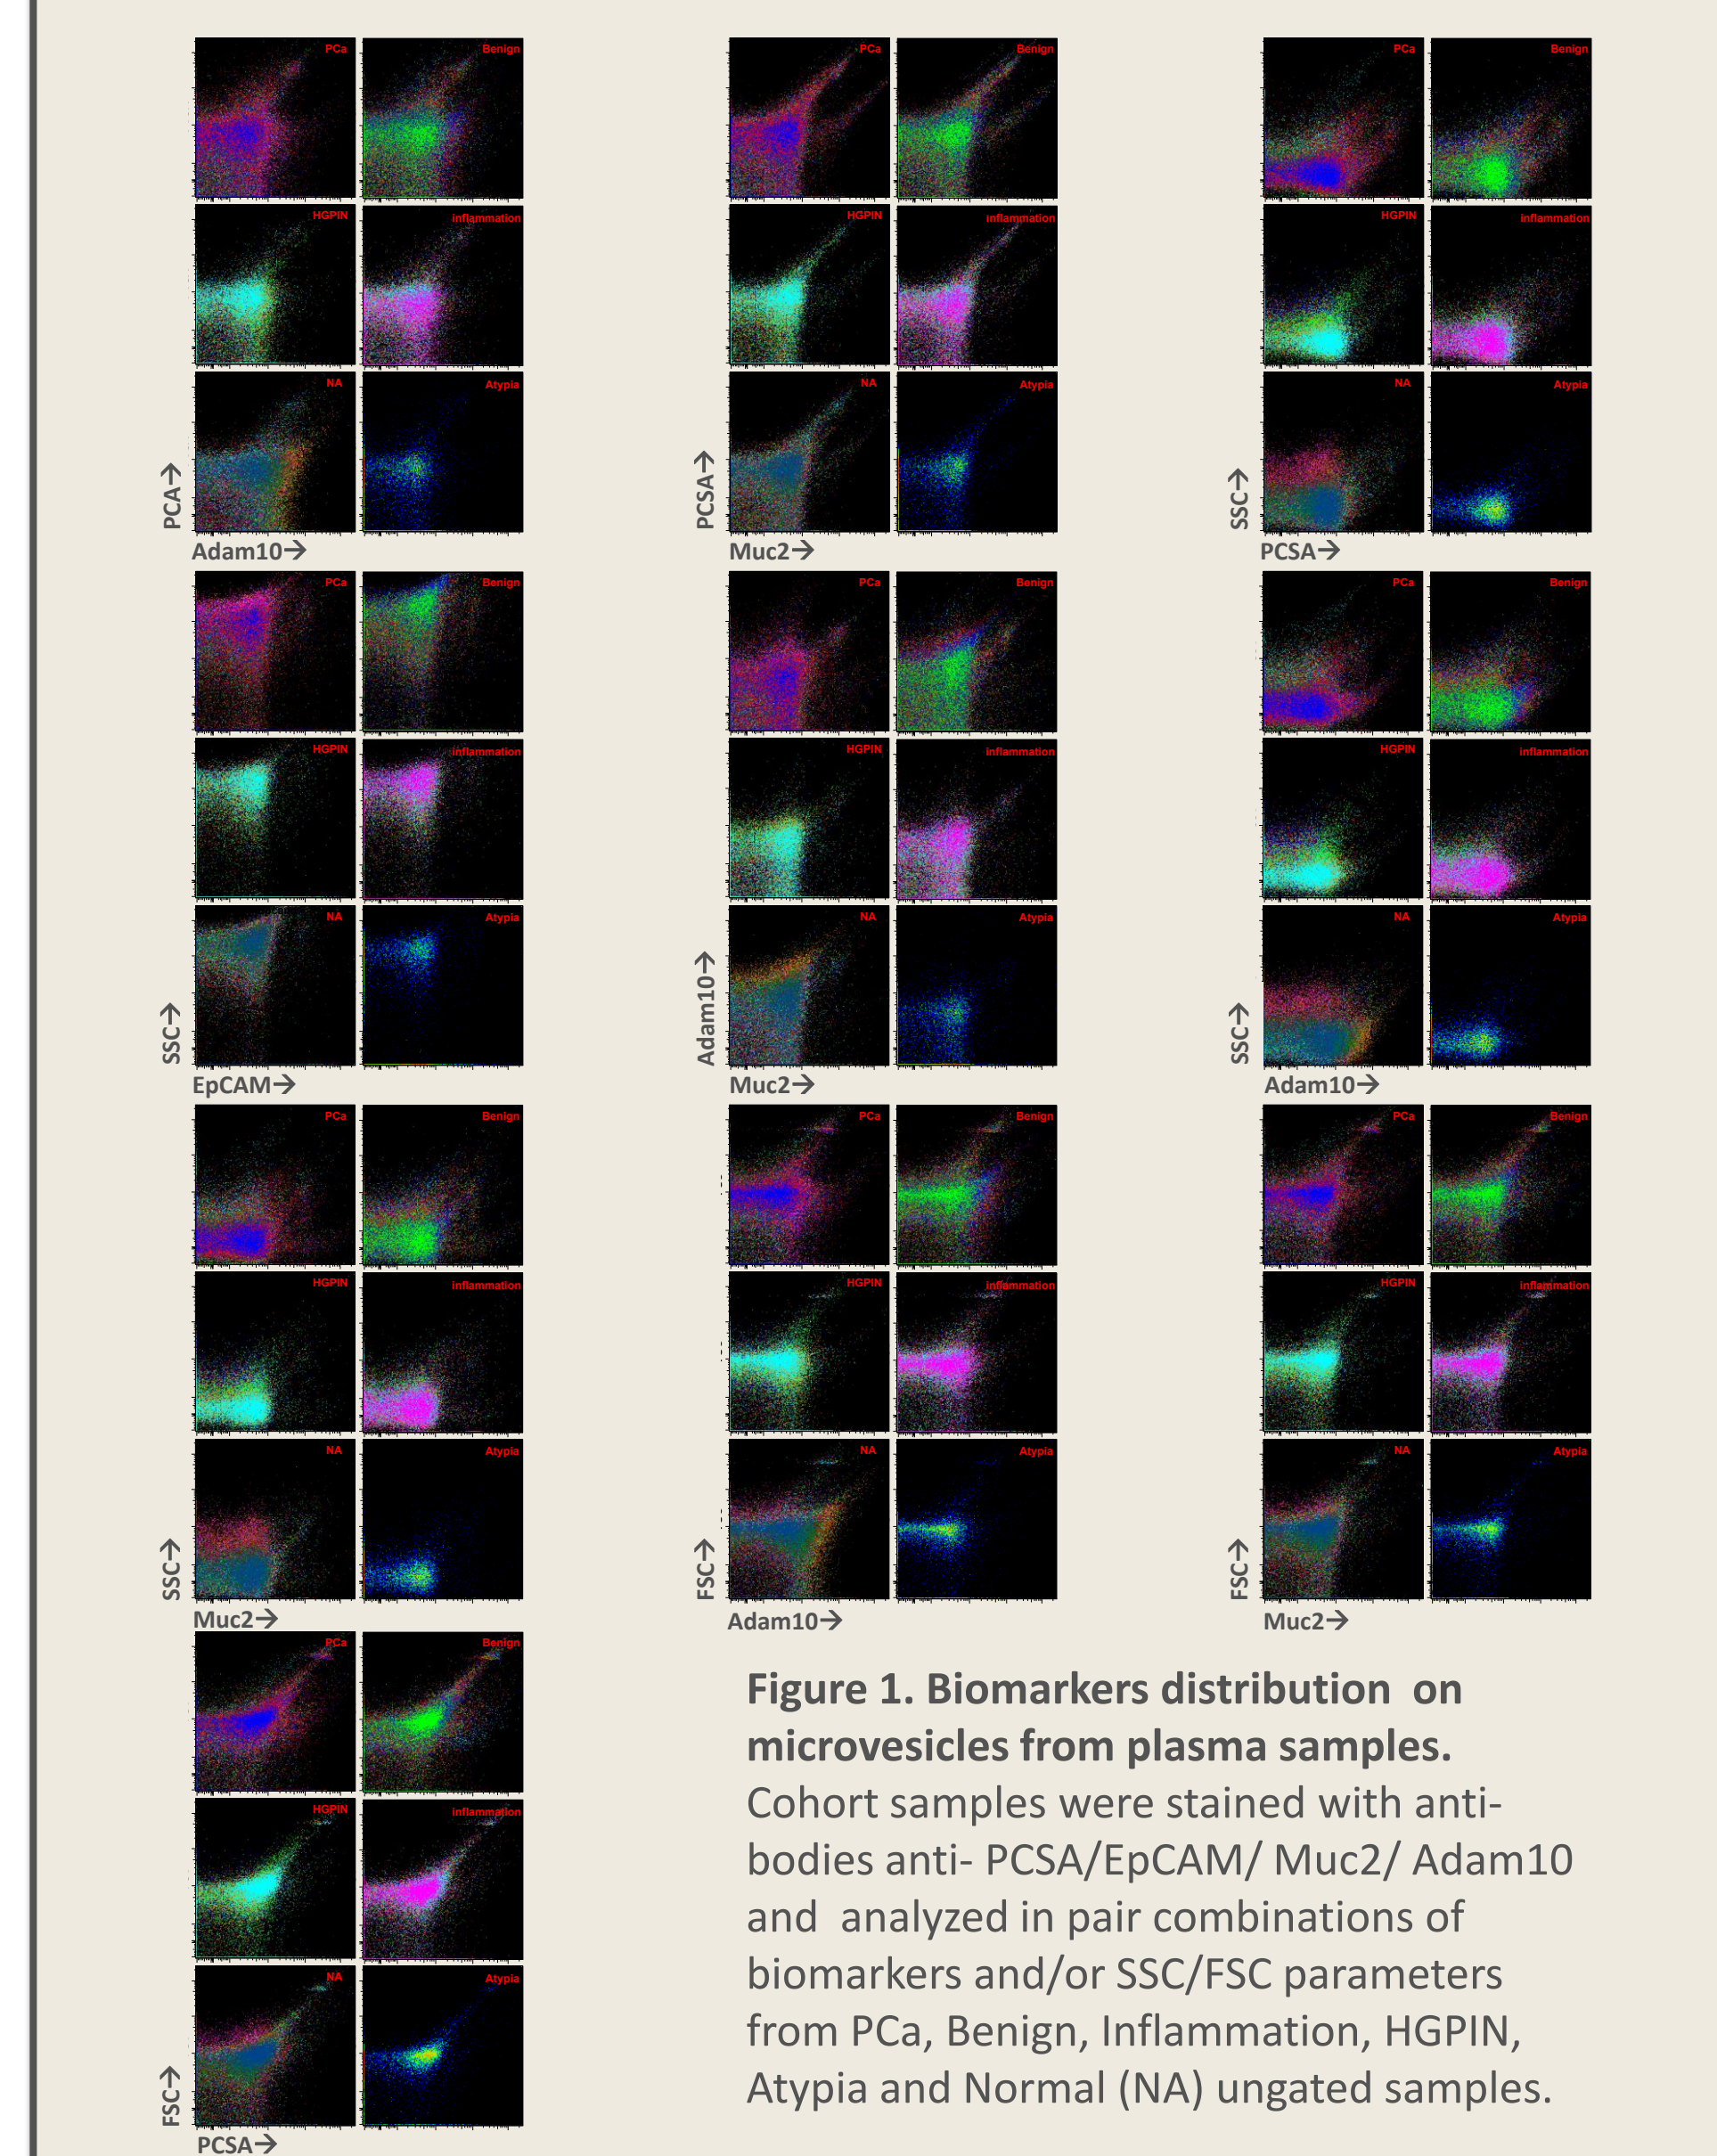 PCa Benign
HGPIN inflammation
NA Atypia
PCA→
Adam10→
PCa Benign
HGPIN inflammation
NA Atypia
PCSA→
Muc2→
PCa Benign
HGPIN inflammation
NA Atypia
SSC→
PCSA→
PCa Benign
HGPIN inflammation
NA Atypia
SSC→
EpCAM→
PCa Benign
HGPIN inflammation
NA Atypia
Adam10→
Muc2→
PCa Benign
HGPIN inflammation
NA Atypia
SSC→
Adam10→
PCa Benign
HGPIN inflammation
NA Atypia
SSC→
Muc2→
PCa Benign
HGPIN inflammation
NA Atypia
FSC→
Adam10→
PCa Benign
HGPIN inflammation
NA Atypia
FSC→
Muc2→
PCa Benign
HGPIN inflammation
NA Atypia
FSC→
PCSA→
Figure 1. Biomarkers distribution on
microvesicles from plasma samples.
Cohort samples were stained with anti-
bodies anti- PCSA/EpCAM/ Muc2/ Adam10
and analyzed in pair combinations of
biomarkers and/or SSC/FSC parameters
from PCa, Benign, Inflammation, HGPIN,
Atypia and Normal (NA) ungated samples.